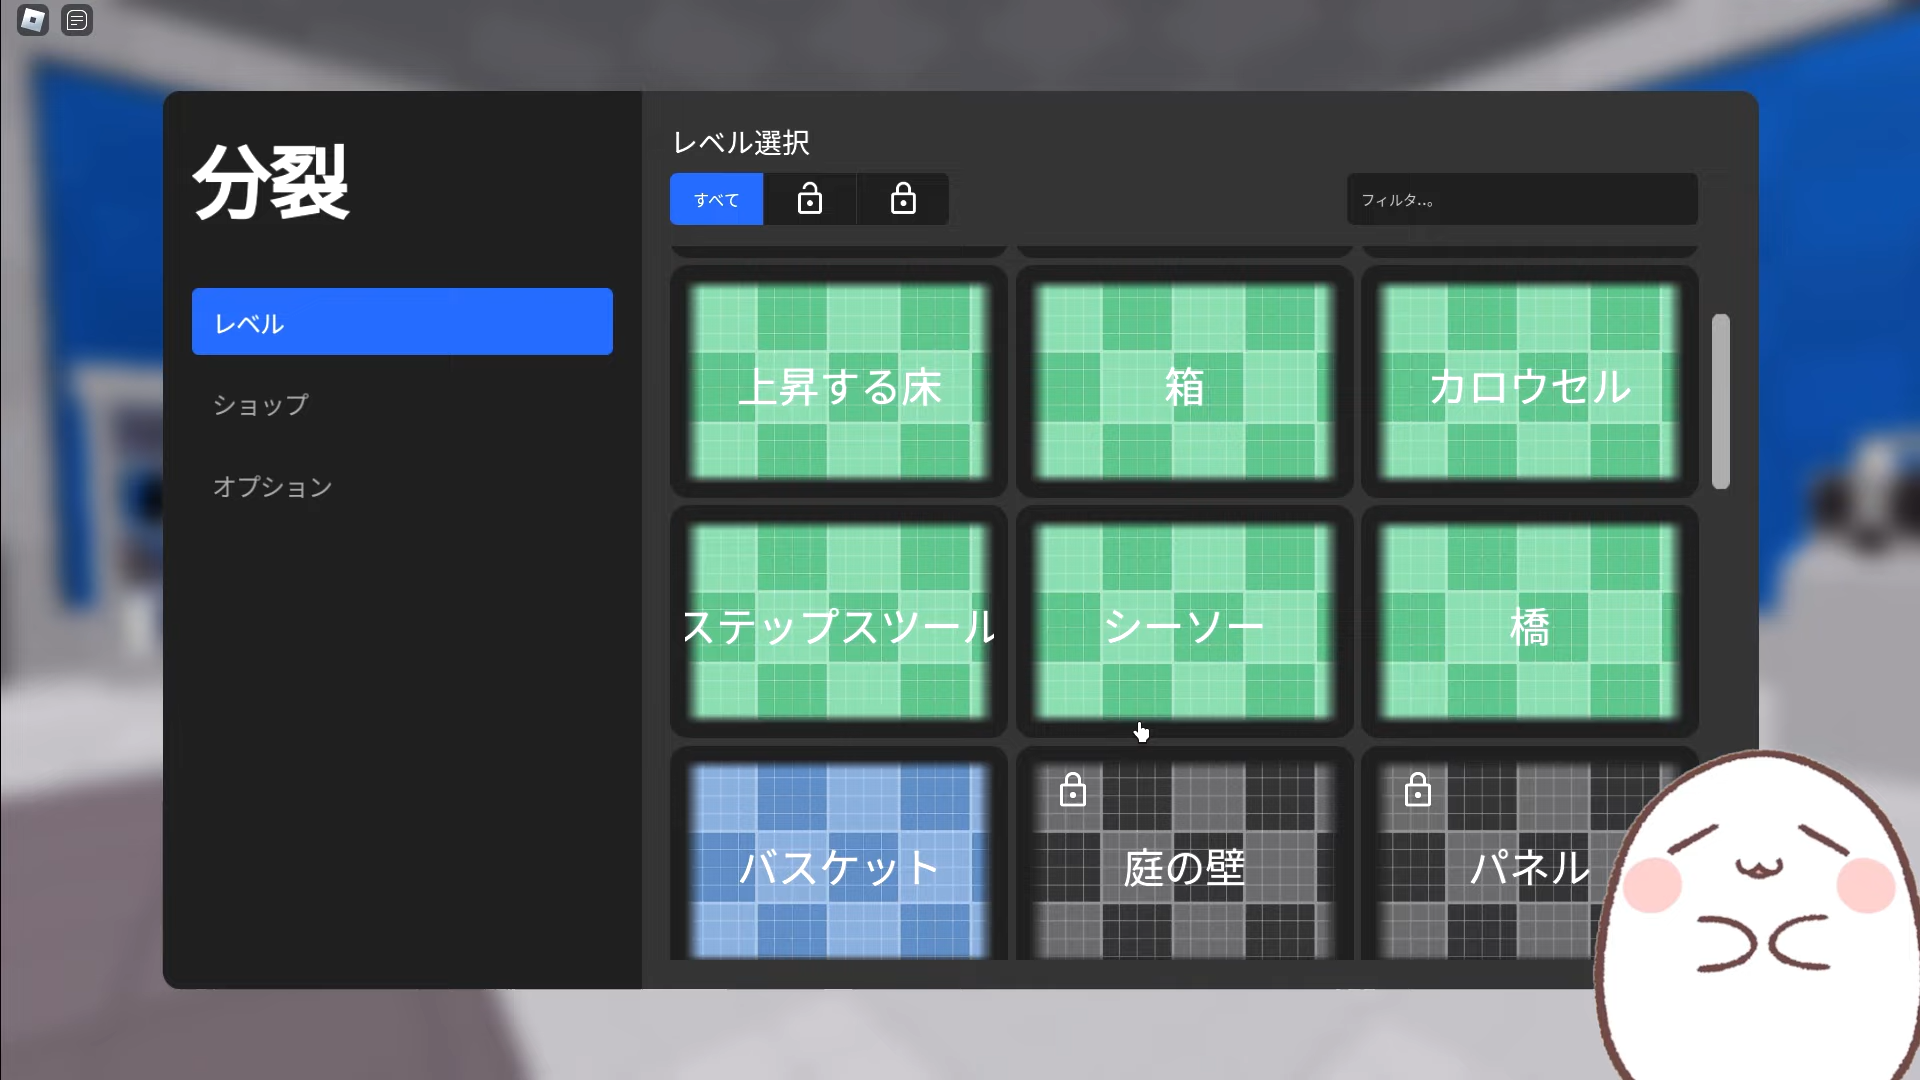 分裂
レベル
ショップ
オプション
レベル選択
すべて
フィルタ..。
上昇する床
箱
カロウセル
ステップスツール
シーソー
橋
バスケット
庭の壁
パネル